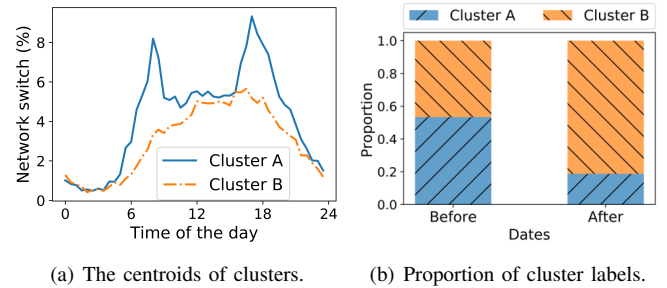 Network switch (%)
8
6
4
2
0
Cluster A
Cluster B
0 6 12 18 24
Time of the day
(a) The centroids of clusters.
Cluster A Cluster B
Proportion
1.0
0.8
0.6
0.4
0.2
0.0
Before After
Dates
(b) Proportion of cluster labels.